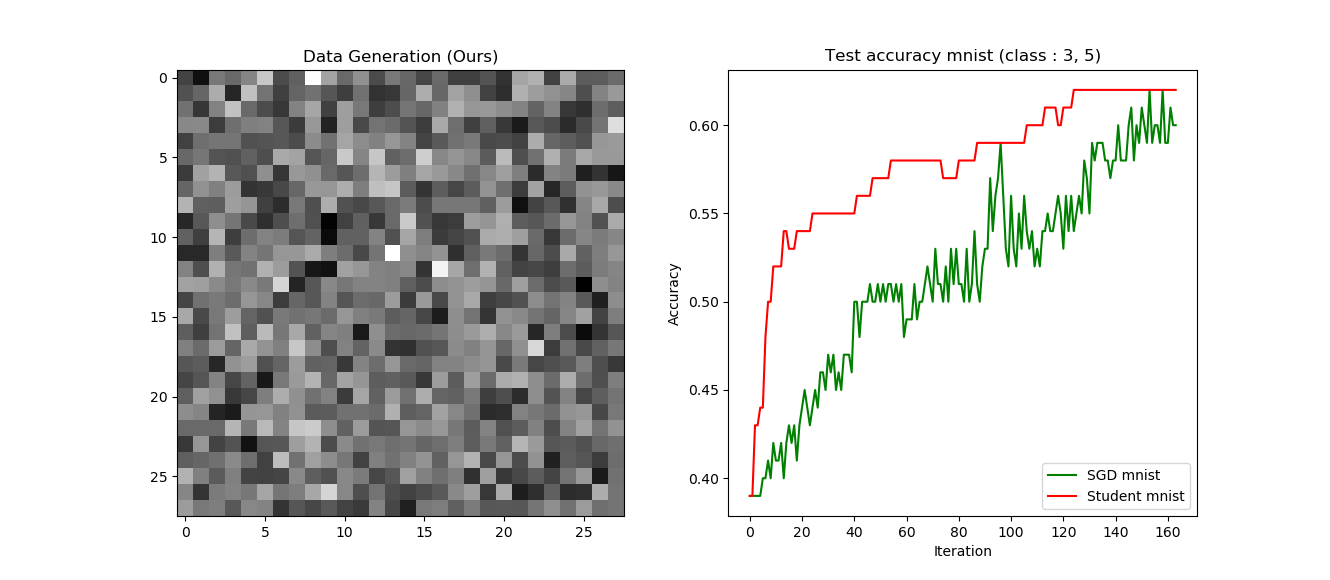 Data Generation (Ours)
0
5
10
15
20
25
0 5 10 15 20 25
Test accuracy mnist (class : 3, 5)
Accuracy
0.60
0.55
0.50
0.45
0.40
0 20 40 60 80 100 120 140 160
Iteration
SGD mnist
Student mnist